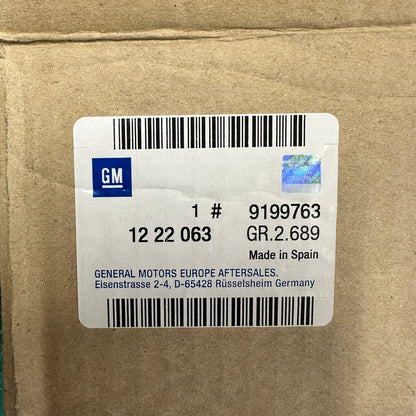 GM
1 # 9199763
12 22 063 GR.2.689
Made in Spain
GENERAL MOTORS EUROPE AFTERSALES.
Eisenstrasse 2-4, D-65428 Rüsselsheim Germany